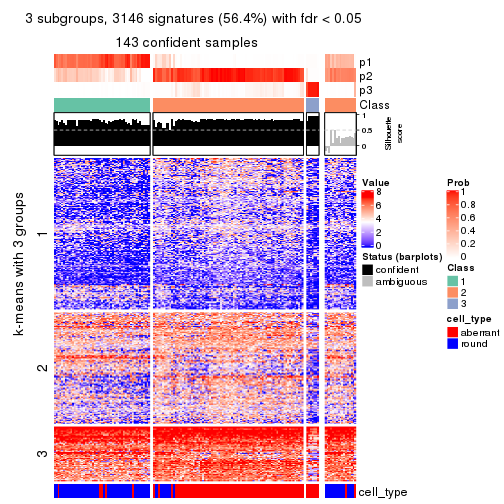 3 subgroups, 3146 signatures (56.4%) with fdr < 0.05
143 confident samples
p1
p2
p3
Class
1
0.5
0
Silhouette
score
k-means with 3 groups
1
2
3
cell_type
Value
8
6
4
2
0
Status (barplots)
confident
ambiguous
Prob
1
0.8
0.6
0.4
0.2
0
Class
1
2
3
cell_type
aberrant
round